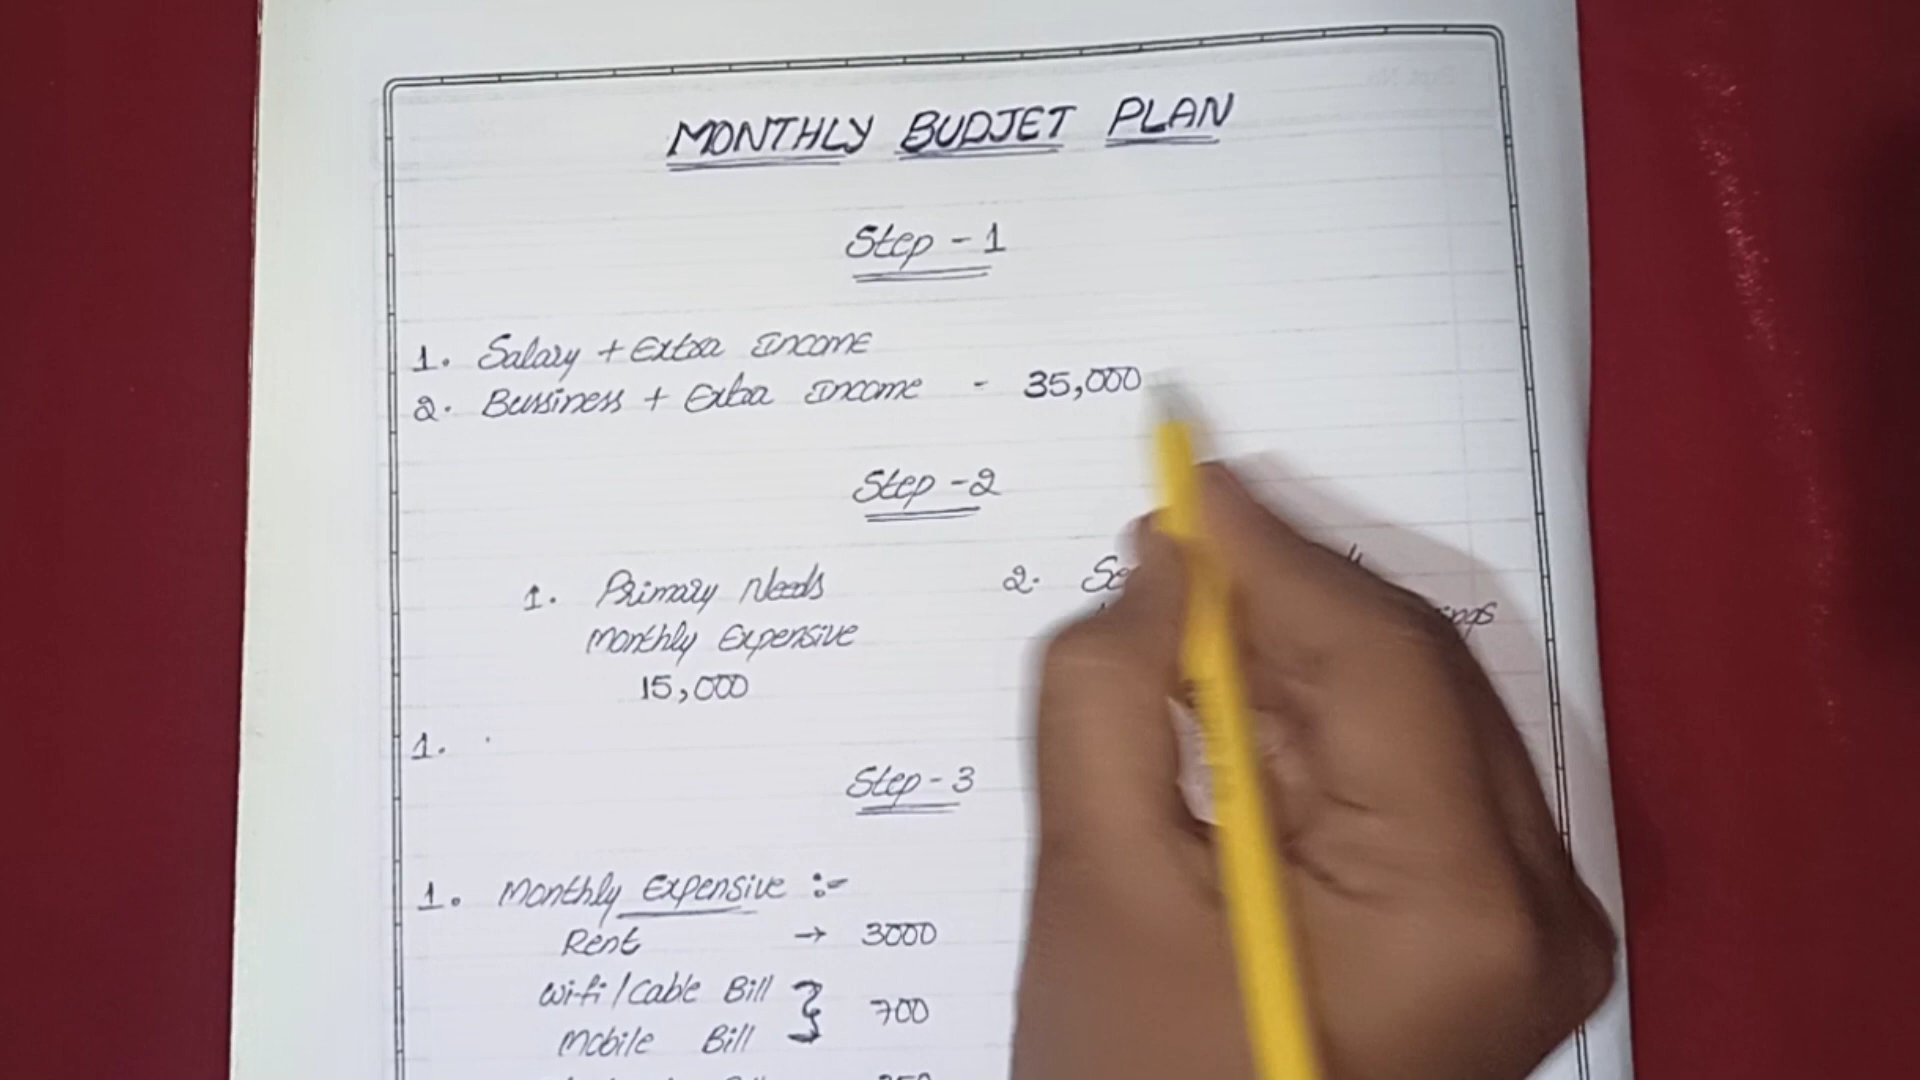 MONTHLY BUDJET PLAN
Step - 1
1. Salary + Extra Income
2. Bussiness + Extra Income - 35,000
Step - 2
1. Primary Needs
2.
Monthly Expensive
15,000
1.
Step - 3
1. Monthly Expensive :-
Rent → 3000
Wi-fi / Cable Bill } 700
Mobile Bill